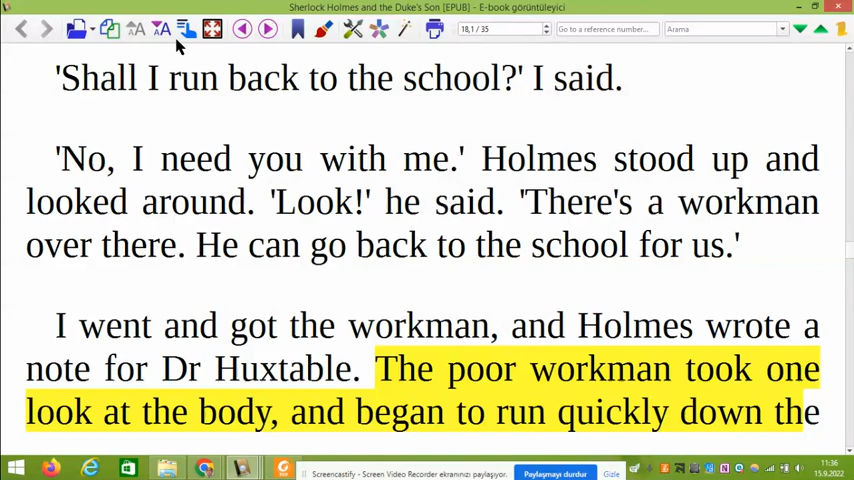 Sherlock Holmes and the Duke's Son [EPUB] - E-book görüntüleyici
18,1 / 35
Go to a reference number...
Arama
'Shall I run back to the school?' I said.
'No, I need you with me.' Holmes stood up and
looked around. 'Look!' he said. 'There's a workman
over there. He can go back to the school for us.'
I went and got the workman, and Holmes wrote a
note for Dr Huxtable. The poor workman took one
look at the body, and began to run quickly down the
Screencastify - Screen Video Recorder ekranınızı paylaşıyor.
Paylaşmayı durdur
Gizle
11:36
15.9.2022